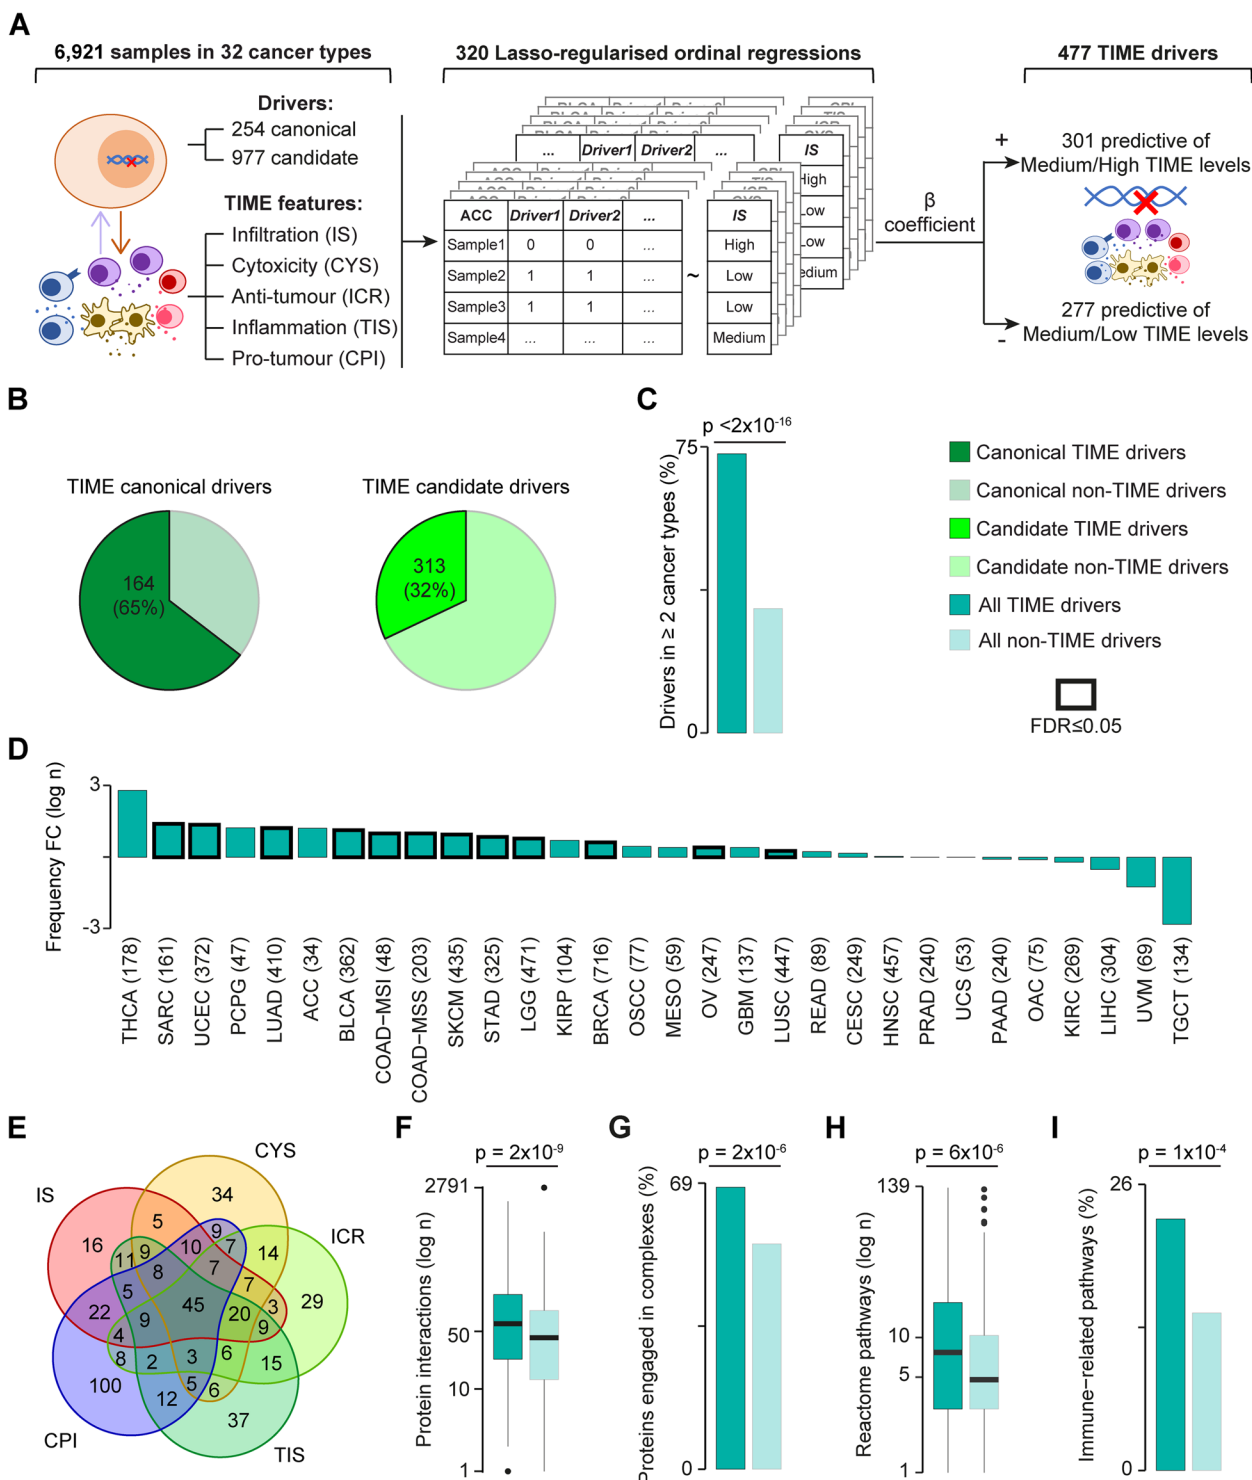 A
6,921 samples in 32 cancer types
320 Lasso-regularised ordinal regressions
477 TIME drivers
Drivers:
254 canonical
977 candidate
TIME features:
Infiltration (IS)
Cytoxicity (CYS)
Anti-tumour (ICR)
Inflammation (TIS)
Pro-tumour (CPI)
... Driver1 Driver2 ... IS
High
Low
Low
ACC Driver1 Driver2 ... IS
Sample1 0 0 ... High
Sample2 1 1 ... Low
Sample3 1 1 ... Low
Sample4 ... ... ... Medium
~
β
coefficient
+
301 predictive of
Medium/High TIME levels
277 predictive of
Medium/Low TIME levels
-
B
TIME canonical drivers
164
(65%)
TIME candidate drivers
313
(32%)
C
p <2x10-16
75
0
Drivers in ≥ 2 cancer types (%)
Canonical TIME drivers
Canonical non-TIME drivers
Candidate TIME drivers
Candidate non-TIME drivers
All TIME drivers
All non-TIME drivers
FDR≤0.05
D
Frequency FC (log n)
3
-3
THCA (178)
SARC (161)
UCEC (372)
PCPG (47)
LUAD (410)
ACC (34)
BLCA (362)
COAD−MSI (48)
COAD−MSS (203)
SKCM (435)
STAD (325)
LGG (471)
KIRP (104)
BRCA (716)
OSCC (77)
MESO (59)
OV (247)
GBM (137)
LUSC (447)
READ (89)
CESC (249)
HNSC (457)
PRAD (240)
UCS (53)
PAAD (240)
OAC (75)
KIRC (269)
LIHC (304)
UVM (69)
TGCT (134)
E
CYS
IS
ICR
CPI
TIS
34
5
9
16
11
9
10
7
14
8
7
7
29
5
45
3
22
9
20
9
4
8
2
3
6
15
100
12
5
6
37
F
p = 2x10-9
Protein interactions (log n)
2791
50
10
1
G
p = 2x10-6
Proteins engaged in complexes (%)
69
0
H
p = 6x10-6
Reactome pathways (log n)
139
10
5
1
I
p = 1x10-4
Immune−related pathways (%)
26
0